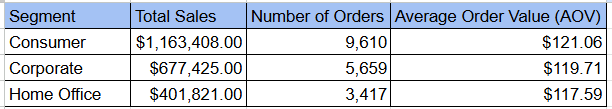 Segment Total Sales Number of Orders Average Order Value (AOV)
Consumer $1,163,408.00 9,610 $121.06
Corporate $677,425.00 5,659 $119.71
Home Office $401,821.00 3,417 $117.59